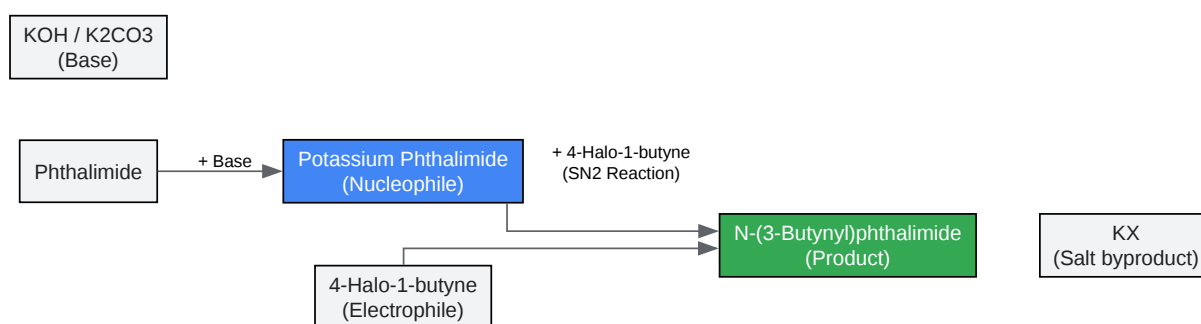 KOH / K2CO3
(Base)
Phthalimide
+ Base
Potassium Phthalimide
(Nucleophile)
+ 4-Halo-1-butyne
(SN2 Reaction)
N-(3-Butynyl)phthalimide
(Product)
KX
(Salt byproduct)
4-Halo-1-butyne
(Electrophile)